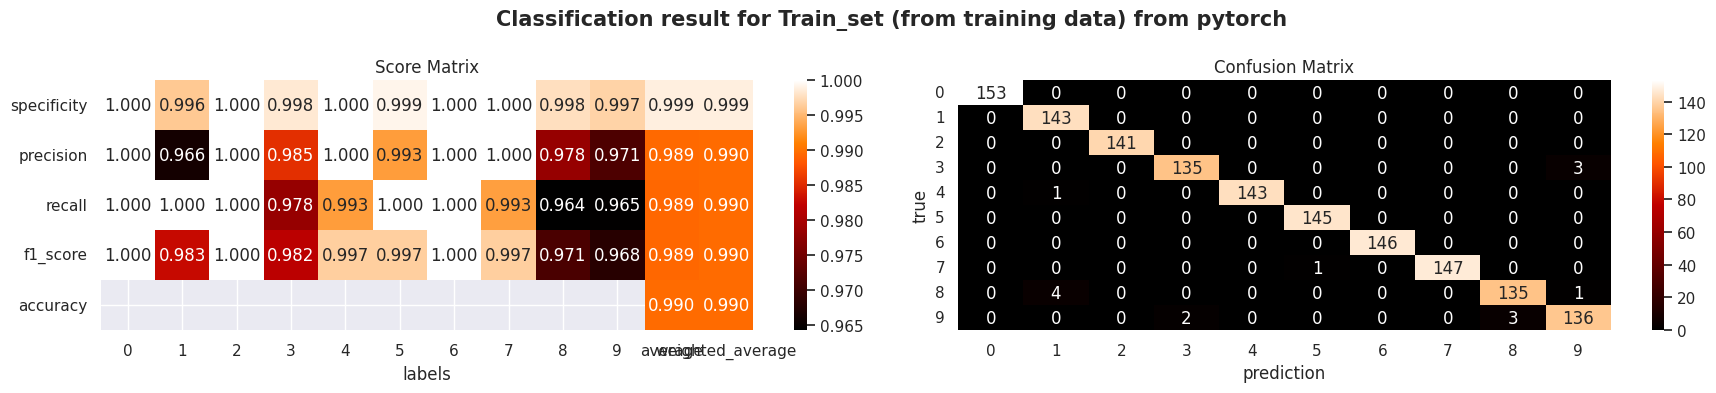 Classification result for Train_set (from training data) from pytorch
Score Matrix
specificity 1.000 0.996 1.000 0.998 1.000 0.999 1.000 1.000 0.998 0.997 0.999 0.999
precision 1.000 0.966 1.000 0.985 1.000 0.993 1.000 1.000 0.978 0.971 0.989 0.990
recall 1.000 1.000 1.000 0.978 0.993 1.000 1.000 0.993 0.964 0.965 0.989 0.990
f1_score 1.000 0.983 1.000 0.982 0.997 0.997 1.000 0.997 0.971 0.968 0.989 0.990
accuracy 0.990 0.990
0 1 2 3 4 5 6 7 8 9 average weighted_average
labels
1.000
0.995
0.990
0.985
0.980
0.975
0.970
0.965
Confusion Matrix
true
0 153 0 0 0 0 0 0 0 0 0
1 0 143 0 0 0 0 0 0 0 0
2 0 0 141 0 0 0 0 0 0 0
3 0 0 0 135 0 0 0 0 0 3
4 0 1 0 0 143 0 0 0 0 0
5 0 0 0 0 0 145 0 0 0 0
6 0 0 0 0 0 0 146 0 0 0
7 0 0 0 0 0 1 0 147 0 0
8 0 4 0 0 0 0 0 0 135 1
9 0 0 0 2 0 0 0 0 3 136
0 1 2 3 4 5 6 7 8 9
prediction
140
120
100
80
60
40
20
0